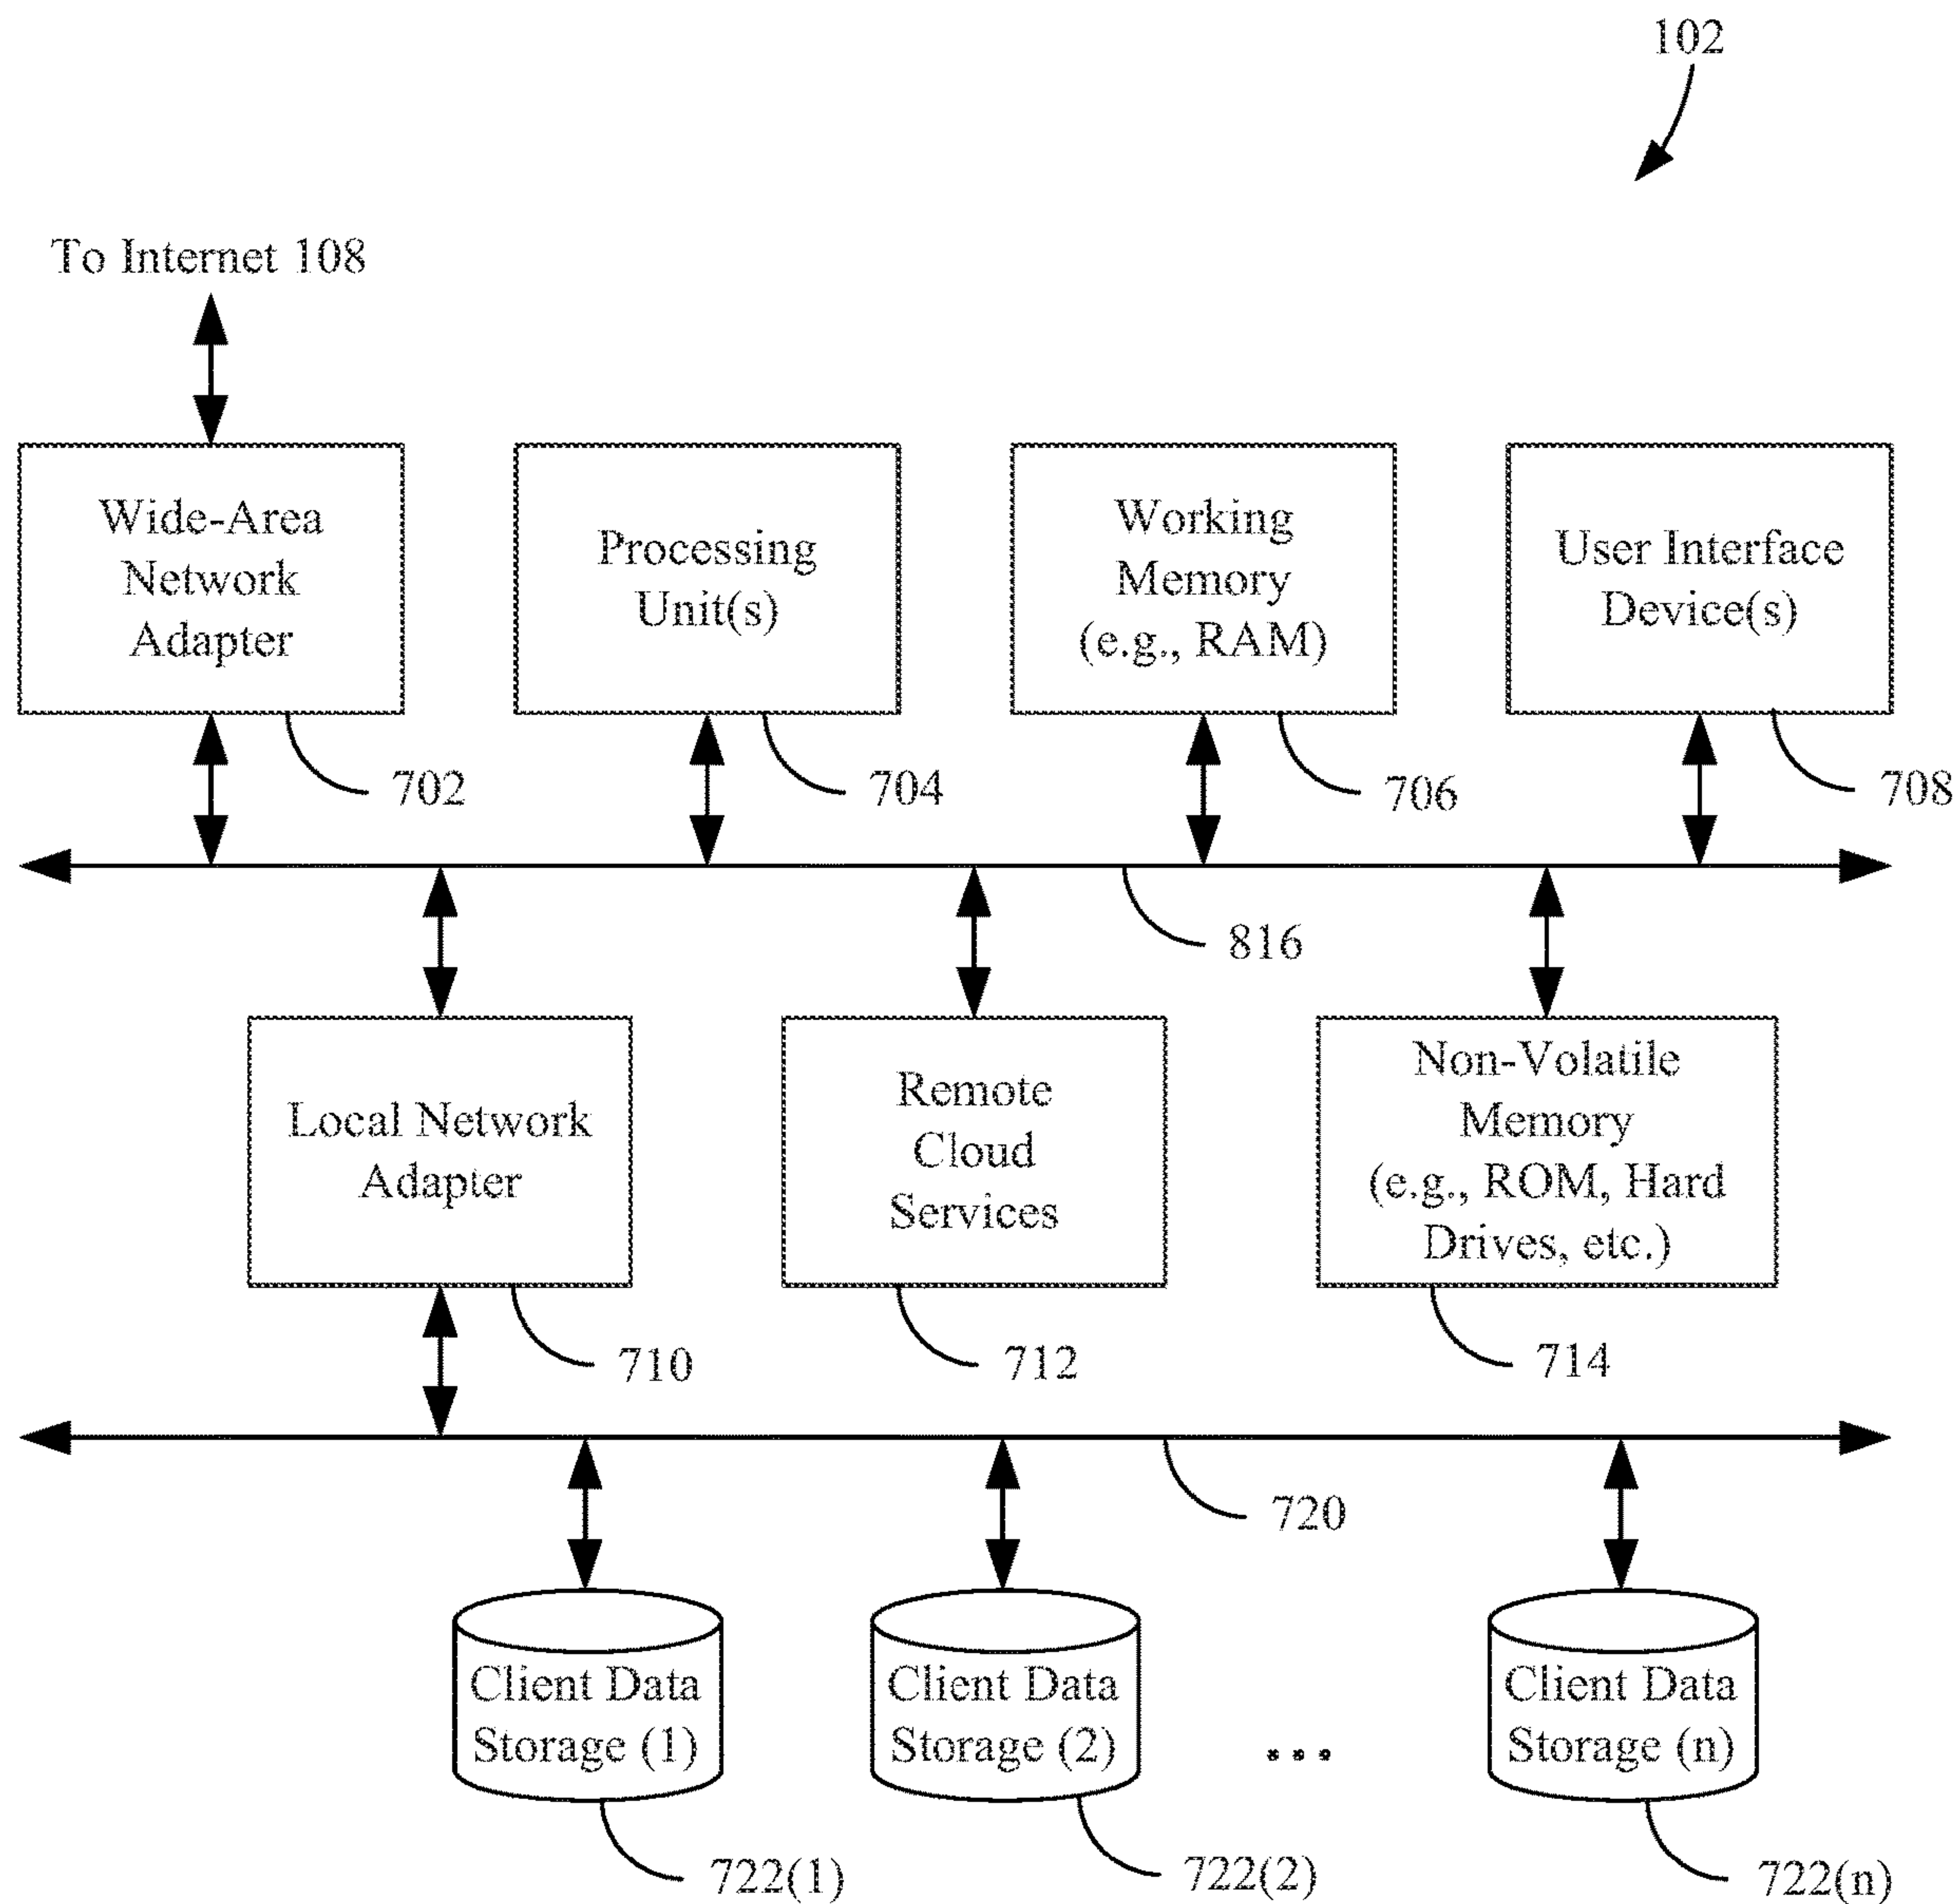 102
To Internet 108
Wide-Area
Network
Adapter
Processing
Unit(s)
Working
Memory
(e.g., RAM)
User Interface
Device(s)
702
704
706
708
816
Local Network
Adapter
Remote
Cloud
Services
Non-Volatile
Memory
(e.g., ROM, Hard
Drives, etc.)
710
712
714
720
Client Data
Storage (1)
Client Data
Storage (2)
...
Client Data
Storage (n)
722(1)
722(2)
722(n)